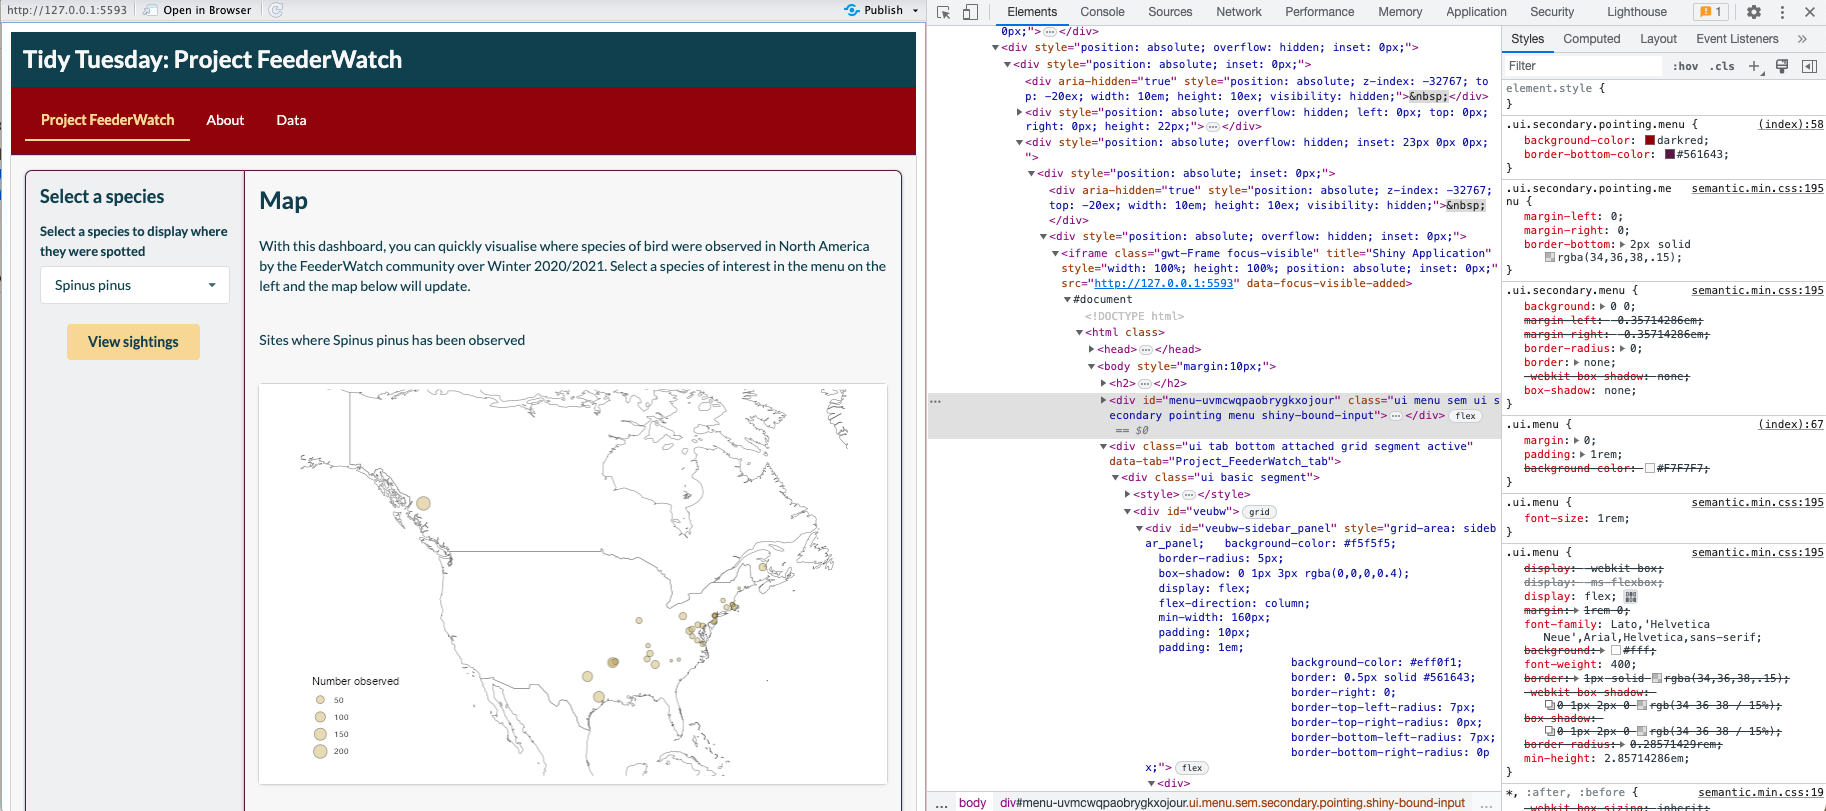 http://127.0.0.1:5593 Open in Browser Publish
Tidy Tuesday: Project FeederWatch
Project FeederWatch About Data
Select a species
Select a species to display where
they were spotted
Spinus pinus
View sightings
Map
With this dashboard, you can quickly visualise where species of bird were observed in North America
by the FeederWatch community over Winter 2020/2021. Select a species of interest in the menu on the
left and the map below will update.
Sites where Spinus pinus has been observed
Number observed
50
100
150
200
Elements Console Sources Network Performance Memory Application Security Lighthouse 1
0px;">…</div>
<div style="position: absolute; overflow: hidden; inset: 0px;">
<div style="position: absolute; inset: 0px;">
<div aria-hidden="true" style="position: absolute; z-index: -32767; to
p: -20ex; width: 10em; height: 10ex; visibility: hidden;">&nbsp;</div>
<div style="position: absolute; overflow: hidden; left: 0px; top: 0px;
right: 0px; height: 22px;">…</div>
<div style="position: absolute; overflow: hidden; inset: 23px 0px 0px;
">
<div style="position: absolute; inset: 0px;">
<div aria-hidden="true" style="position: absolute; z-index: -32767;
top: -20ex; width: 10em; height: 10ex; visibility: hidden;">&nbsp;
</div>
<div style="position: absolute; overflow: hidden; inset: 0px;">
<iframe class="gwt-Frame focus-visible" title="Shiny Application"
style="width: 100%; height: 100%; position: absolute; inset: 0px;"
src="http://127.0.0.1:5593" data-focus-visible-added>
#document
<!DOCTYPE html>
<html class>
<head>…</head>
<body style="margin:10px;">
<h2>…</h2>
… <div id="menu-uvmcwqpaobrygkxojour" class="ui menu sem ui s
econdary pointing menu shiny-bound-input">…</div> flex
== $0
<div class="ui tab bottom attached grid segment active"
data-tab="Project_FeederWatch_tab">
<div class="ui basic segment">
<style>…</style>
<div id="veubw"> grid
<div id="veubw-sidebar_panel" style="grid-area: sideb
ar_panel; background-color: #f5f5f5;
border-radius: 5px;
box-shadow: 0 1px 3px rgba(0,0,0,0.4);
display: flex;
flex-direction: column;
min-width: 160px;
padding: 10px;
padding: 1em;
background-color: #eff0f1;
border: 0.5px solid #561643;
border-right: 0;
border-top-left-radius: 7px;
border-top-right-radius: 0px;
border-bottom-left-radius: 7px;
border-bottom-right-radius: 0p
x;"> flex
<div>
… body div#menu-uvmcwqpaobrygkxojour.ui.menu.sem.secondary.pointing.shiny-bound-input …
Styles Computed Layout Event Listeners »
Filter :hov .cls +
element.style {
}
.ui.secondary.pointing.menu { (index):58
background-color: darkred;
border-bottom-color: #561643;
}
.ui.secondary.pointing.me semantic.min.css:195
nu {
margin-left: 0;
margin-right: 0;
border-bottom: 2px solid
rgba(34,36,38,.15);
}
.ui.secondary.menu { semantic.min.css:195
background: 0 0;
margin-left: -0.35714286em;
margin-right: -0.35714286em;
border-radius: 0;
border: none;
-webkit-box-shadow: none;
box-shadow: none;
}
.ui.menu { (index):67
margin: 0;
padding: 1rem;
background-color: #F7F7F7;
}
.ui.menu { semantic.min.css:195
font-size: 1rem;
}
.ui.menu { semantic.min.css:195
display: -webkit-box;
display: -ms-flexbox;
display: flex;
margin: 1rem 0;
font-family: Lato,'Helvetica
Neue',Arial,Helvetica,sans-serif;
background: #fff;
font-weight: 400;
border: 1px solid rgba(34,36,38,.15);
-webkit-box-shadow:
0 1px 2px 0 rgb(34 36 38 / 15%);
box-shadow:
0 1px 2px 0 rgb(34 36 38 / 15%);
border-radius: 0.28571429rem;
min-height: 2.85714286em;
}
*, :after, :before { semantic.min.css:19
-webkit-box-sizing: inherit;